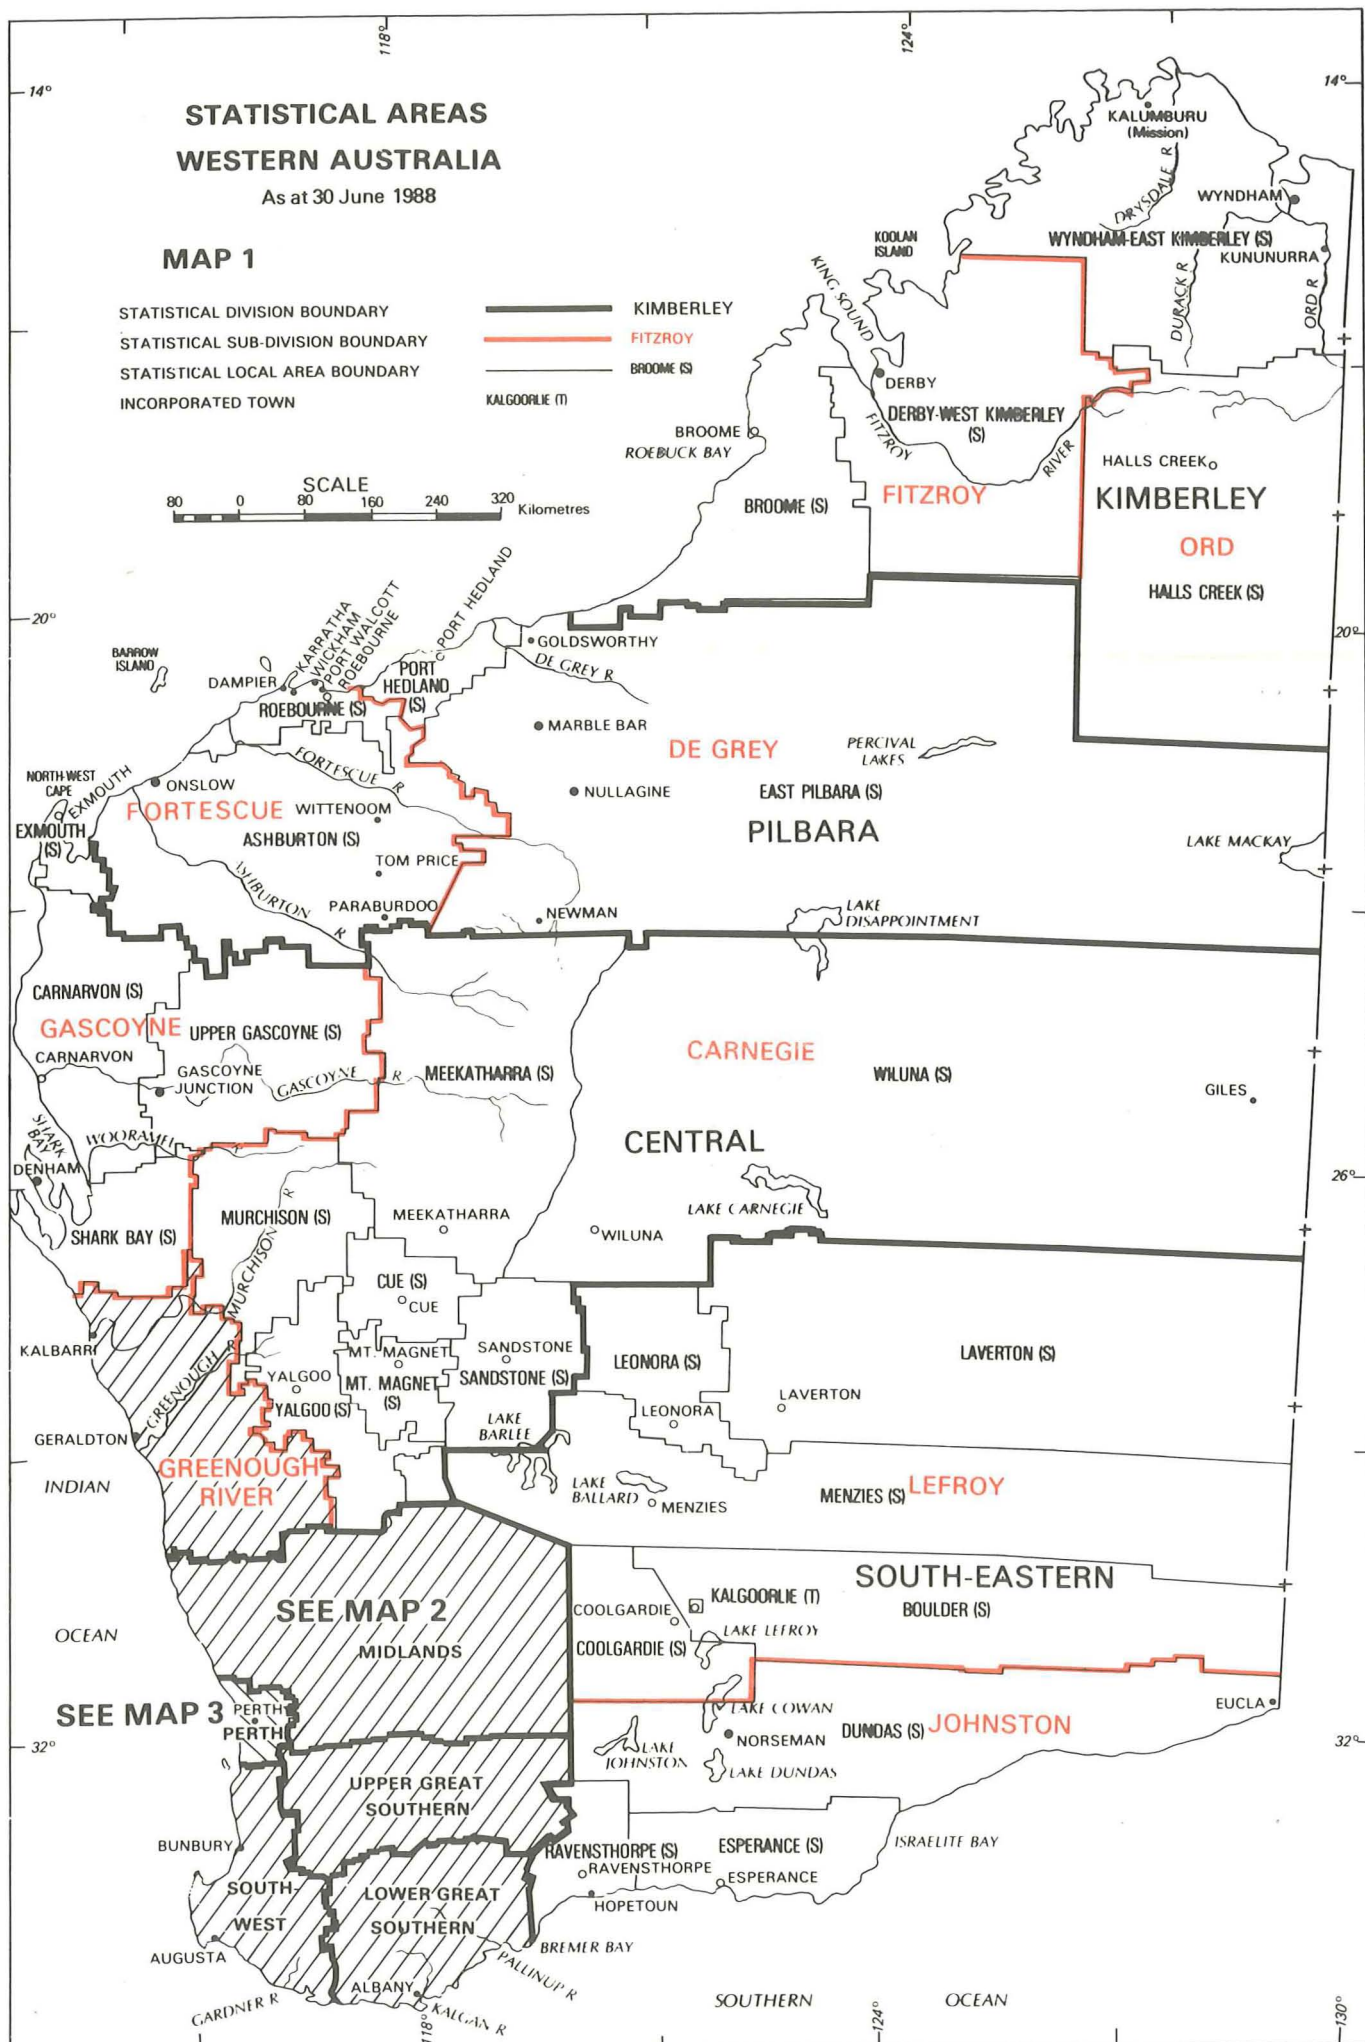 118°
124°
14°
14°
STATISTICAL AREAS
WESTERN AUSTRALIA
As at 30 June 1988
MAP 1
STATISTICAL DIVISION BOUNDARY
KIMBERLEY
STATISTICAL SUB-DIVISION BOUNDARY
FITZROY
STATISTICAL LOCAL AREA BOUNDARY
BROOME (S)
INCORPORATED TOWN
KALGOORLIE (T)
SCALE
80 0 80 160 240 320
Kilometres
KALUMBURU
(Mission)
DRYSDALE R
WYNDHAM
WYNDHAM-EAST KIMBERLEY (S)
KUNUNURRA
DURACK R
ORD R
KOOLAN
ISLAND
KING SOUND
DERBY
DERBY-WEST KIMBERLEY
(S)
FITZROY
RIVER
BROOME
ROEBUCK BAY
BROOME (S)
FITZROY
HALLS CREEK
KIMBERLEY
ORD
HALLS CREEK (S)
20°
20°
BARROW
ISLAND
DAMPIER
KARRATHA
WICKHAM
PORT WALCOTT
ROEBOURNE
PORT HEDLAND
ROEBOURNE (S)
PORT
HEDLAND
(S)
GOLDSWORTHY
DE GREY R
MARBLE BAR
DE GREY
PERCIVAL
LAKES
NORTH-WEST
CAPE
EXMOUTH
ONSLOW
FORTESCUE R
NULLAGINE
EAST PILBARA (S)
FORTESCUE
WITTENOOM
EXMOUTH
(S)
ASHBURTON (S)
PILBARA
LAKE MACKAY
TOM PRICE
ASHBURTON
R
PARABURDOO
NEWMAN
LAKE
DISAPPOINTMENT
CARNARVON (S)
GASCOYNE
UPPER GASCOYNE (S)
CARNEGIE
CARNARVON
GASCOYNE
JUNCTION
GASCOYNE
R
MEEKATHARRA (S)
WILUNA (S)
GILES
SHARK
BAY
WOORAMEL
R
CENTRAL
DENHAM
26°
SHARK BAY (S)
MURCHISON (S)
MURCHISON
R
MEEKATHARRA
WILUNA
LAKE CARNEGIE
CUE (S)
CUE
KALBARRI
GREENOUGH
R
MT. MAGNET
SANDSTONE
LEONORA (S)
LAVERTON (S)
YALGOO
MT. MAGNET
(S)
SANDSTONE (S)
YALGOO (S)
LAKE
BARLEE
LEONORA
LAVERTON
GERALDTON
INDIAN
GREENOUGH
RIVER
LAKE
BALLARD
MENZIES
MENZIES (S)
LEFROY
SOUTH-EASTERN
SEE MAP 2
MIDLANDS
COOLGARDIE
KALGOORLIE (T)
BOULDER (S)
OCEAN
COOLGARDIE (S)
LAKE LEFROY
SEE MAP 3
PERTH
PERTH
LAKE COWAN
EUCLA
NORSEMAN
DUNDAS (S)
JOHNSTON
32°
32°
LAKE
JOHNSTON
LAKE DUNDAS
UPPER GREAT
SOUTHERN
BUNBURY
RAVENSTHORPE (S)
ESPERANCE (S)
ISRAELITE BAY
RAVENSTHORPE
ESPERANCE
SOUTH-
WEST
LOWER GREAT
SOUTHERN
HOPETOUN
AUGUSTA
BREMER BAY
PALLINUP R
ALBANY
GARDNER R
KALGAN R
SOUTHERN OCEAN
118°
124°
130°